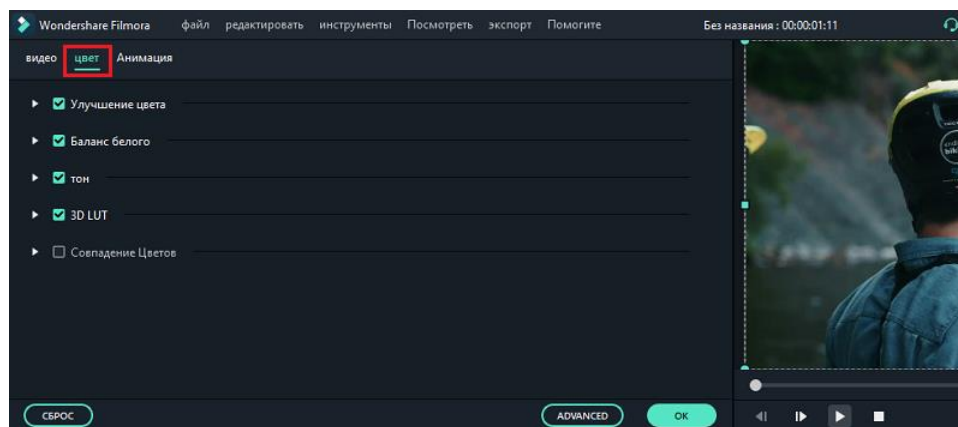 Wondershare Filmora файл редактировать инструменты Посмотреть экспорт Помогите Без названия : 00:00:01:11
видео цвет Анимация
Улучшение цвета
Баланс белого
тон
3D LUT
Совпадение Цветов
СБРОС ADVANCED OK